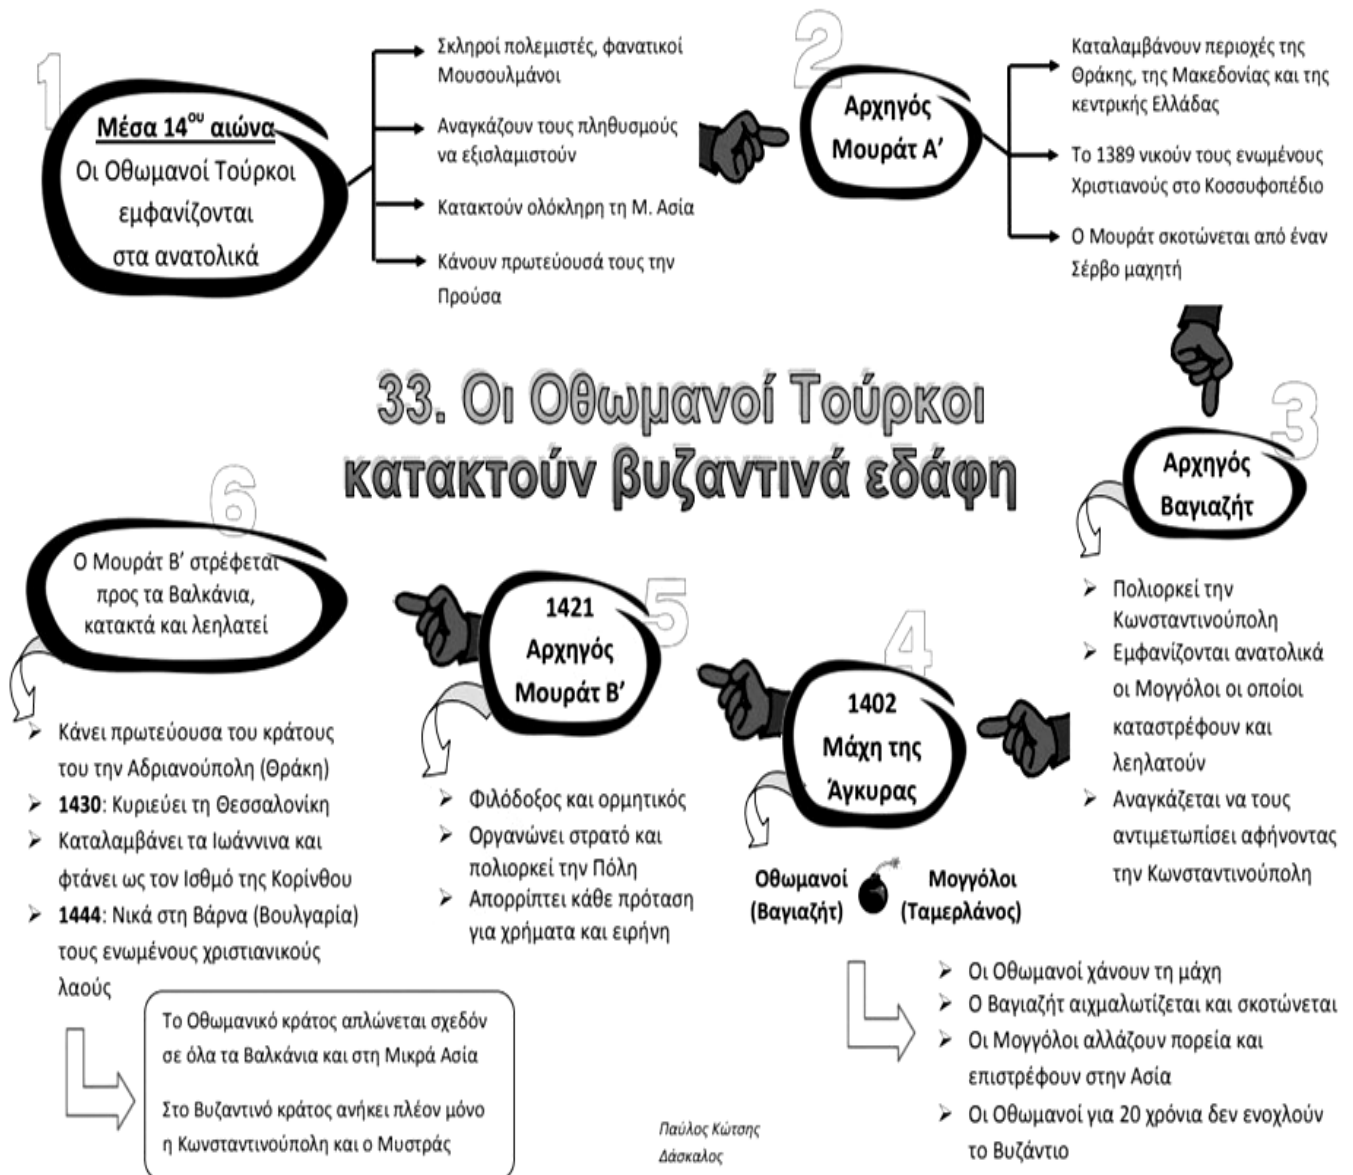 1
Μέσα 14ου αιώνα
Οι Οθωμανοί Τούρκοι
εμφανίζονται
στα ανατολικά
Σκληροί πολεμιστές, φανατικοί
Μουσουλμάνοι
Αναγκάζουν τους πληθυσμούς
να εξισλαμιστούν
Κατακτούν ολόκληρη τη Μ. Ασία
Κάνουν πρωτεύουσά τους την
Προύσα
2
Αρχηγός
Μουράτ Α’
Καταλαμβάνουν περιοχές της
Θράκης, της Μακεδονίας και της
κεντρικής Ελλάδας
Το 1389 νικούν τους ενωμένους
Χριστιανούς στο Κοσσυφοπέδιο
Ο Μουράτ σκοτώνεται από έναν
Σέρβο μαχητή
33. Οι Οθωμανοί Τούρκοι
κατακτούν βυζαντινά εδάφη
3
Αρχηγός
Βαγιαζήτ
Πολιορκεί την
Κωνσταντινούπολη
Εμφανίζονται ανατολικά
οι Μογγόλοι οι οποίοι
καταστρέφουν και
λεηλατούν
Αναγκάζεται να τους
αντιμετωπίσει αφήνοντας
την Κωνσταντινούπολη
4
1402
Μάχη της
Άγκυρας
Οθωμανοί
(Βαγιαζήτ)
Μογγόλοι
(Ταμερλάνος)
Οι Οθωμανοί χάνουν τη μάχη
Ο Βαγιαζήτ αιχμαλωτίζεται και σκοτώνεται
Οι Μογγόλοι αλλάζουν πορεία και
επιστρέφουν στην Ασία
Οι Οθωμανοί για 20 χρόνια δεν ενοχλούν
το Βυζάντιο
5
1421
Αρχηγός
Μουράτ Β’
Φιλόδοξος και ορμητικός
Οργανώνει στρατό και
πολιορκεί την Πόλη
Απορρίπτει κάθε πρόταση
για χρήματα και ειρήνη
6
Ο Μουράτ Β’ στρέφεται
προς τα Βαλκάνια,
κατακτά και λεηλατεί
Κάνει πρωτεύουσα του κράτους
του την Αδριανούπολη (Θράκη)
1430: Κυριεύει τη Θεσσαλονίκη
Καταλαμβάνει τα Ιωάννινα και
φτάνει ως τον Ισθμό της Κορίνθου
1444: Νικά στη Βάρνα (Βουλγαρία)
τους ενωμένους χριστιανικούς
λαούς
Το Οθωμανικό κράτος απλώνεται σχεδόν
σε όλα τα Βαλκάνια και στη Μικρά Ασία
Στο Βυζαντινό κράτος ανήκει πλέον μόνο
η Κωνσταντινούπολη και ο Μυστράς
Παύλος Κώτσης
Δάσκαλος